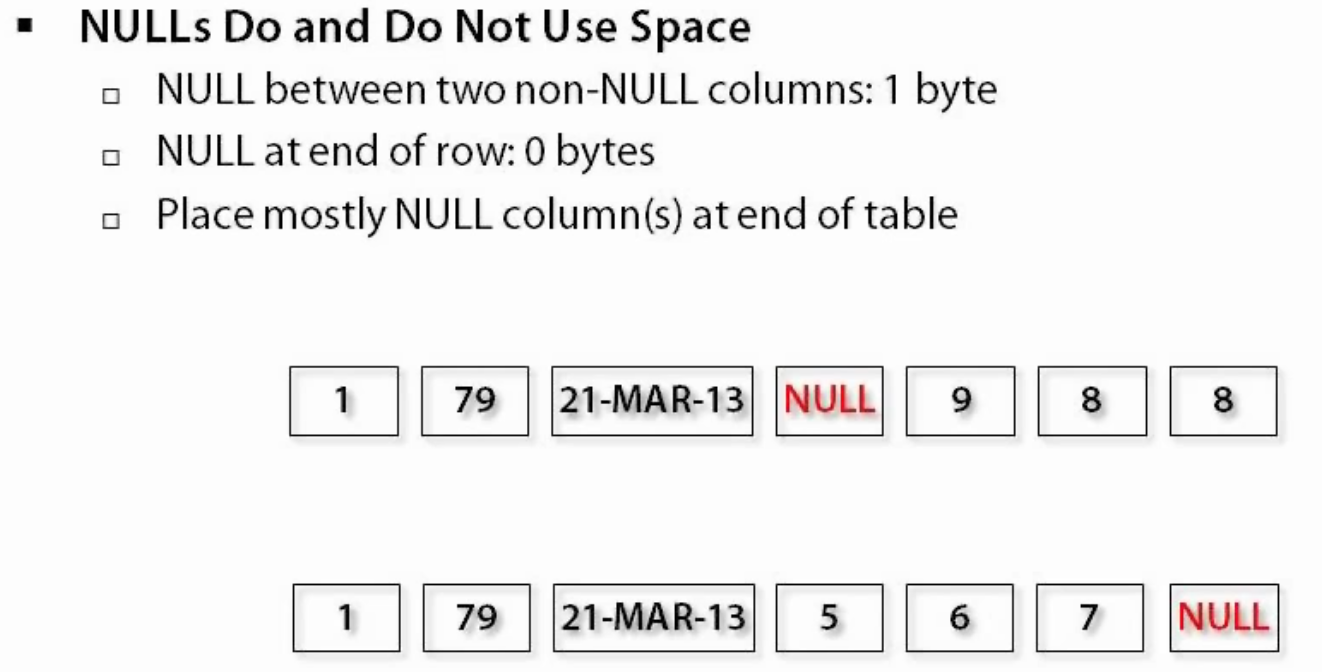 ▪ NULLs Do and Do Not Use Space
▫ NULL between two non-NULL columns: 1 byte
▫ NULL at end of row: 0 bytes
▫ Place mostly NULL column(s) at end of table
1 79 21-MAR-13 NULL 9 8 8
1 79 21-MAR-13 5 6 7 NULL